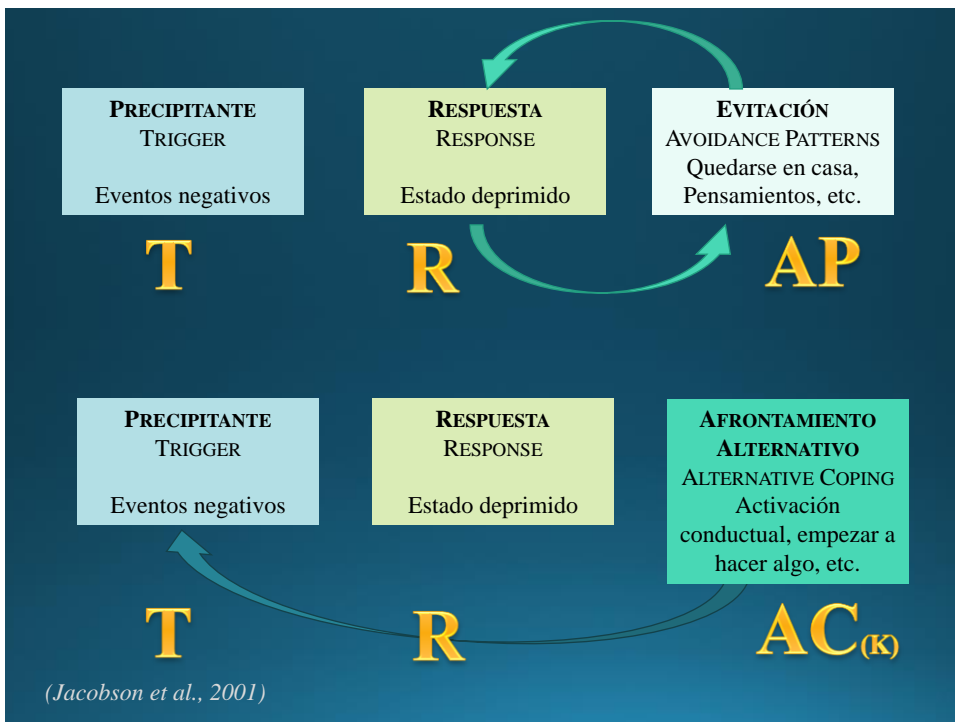 PRECIPITANTE
TRIGGER
Eventos negativos
T
RESPUESTA
RESPONSE
Estado deprimido
R
EVITACIÓN
AVOIDANCE PATTERNS
Quedarse en casa,
Pensamientos, etc.
AP
PRECIPITANTE
TRIGGER
Eventos negativos
T
RESPUESTA
RESPONSE
Estado deprimido
R
AFRONTAMIENTO
ALTERNATIVO
ALTERNATIVE COPING
Activación
conductual, empezar a
hacer algo, etc.
AC(K)
(Jacobson et al., 2001)